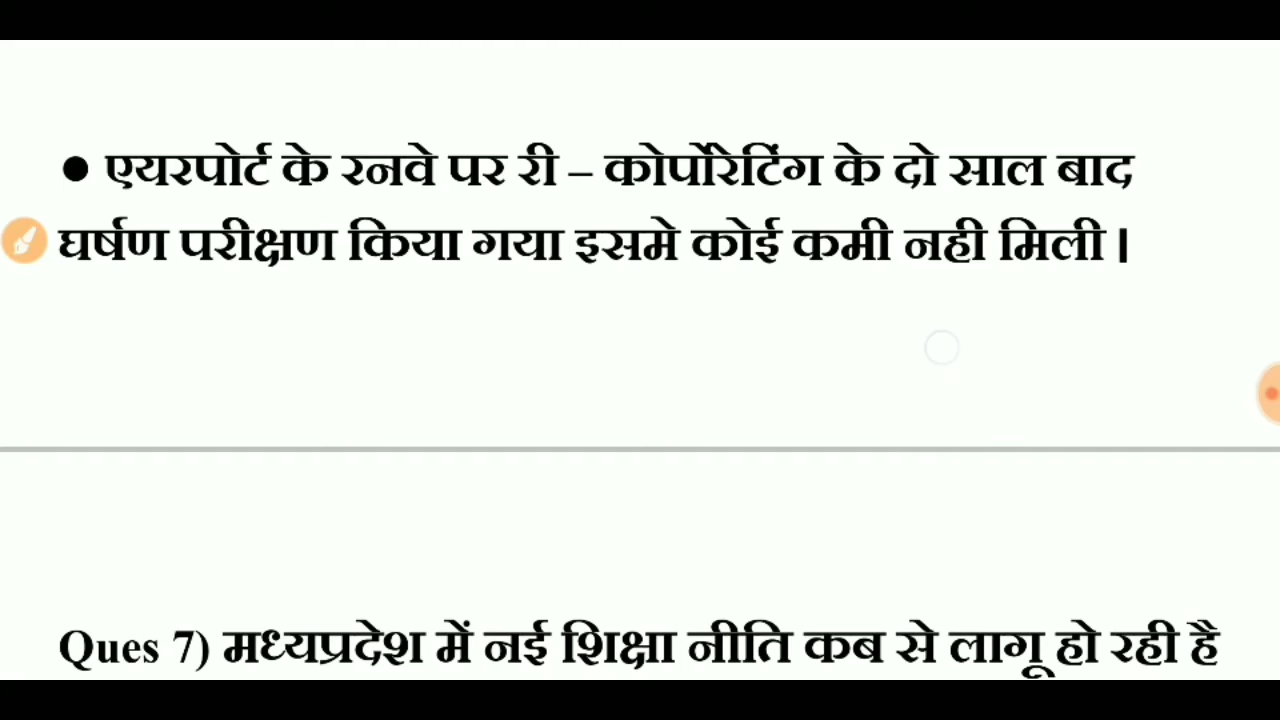 ● एयरपोर्ट के रनवे पर री – कोर्पोरेटिंग के दो साल बाद
घर्षण परीक्षण किया गया इसमे कोई कमी नही मिली ।
Ques 7) मध्यप्रदेश में नई शिक्षा नीति कब से लागू हो रही है